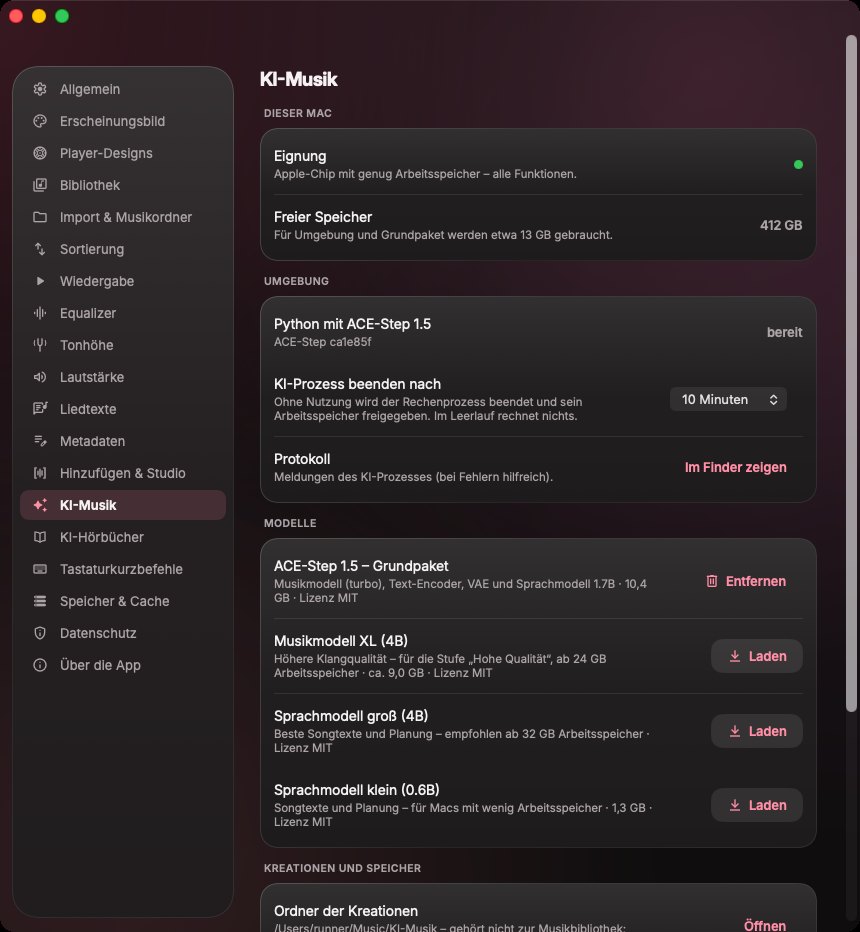 Allgemein
Erscheinungsbild
Player-Designs
Bibliothek
Import & Musikordner
Sortierung
Wiedergabe
Equalizer
Tonhöhe
Lautstärke
Liedtexte
Metadaten
Hinzufügen & Studio
KI-Musik
KI-Hörbücher
Tastaturkurzbefehle
Speicher & Cache
Datenschutz
Über die App
KI-Musik
DIESER MAC
Eignung
Apple-Chip mit genug Arbeitsspeicher – alle Funktionen.
Freier Speicher
Für Umgebung und Grundpaket werden etwa 13 GB gebraucht.
412 GB
UMGEBUNG
Python mit ACE-Step 1.5
ACE-Step ca1e85f
bereit
KI-Prozess beenden nach
Ohne Nutzung wird der Rechenprozess beendet und sein
Arbeitsspeicher freigegeben. Im Leerlauf rechnet nichts.
10 Minuten
Protokoll
Meldungen des KI-Prozesses (bei Fehlern hilfreich).
Im Finder zeigen
MODELLE
ACE-Step 1.5 – Grundpaket
Musikmodell (turbo), Text-Encoder, VAE und Sprachmodell 1.7B · 10,4
GB · Lizenz MIT
Entfernen
Musikmodell XL (4B)
Höhere Klangqualität – für die Stufe „Hohe Qualität“, ab 24 GB
Arbeitsspeicher · ca. 9,0 GB · Lizenz MIT
Laden
Sprachmodell groß (4B)
Beste Songtexte und Planung – empfohlen ab 32 GB Arbeitsspeicher ·
Lizenz MIT
Laden
Sprachmodell klein (0.6B)
Songtexte und Planung – für Macs mit wenig Arbeitsspeicher · 1,3 GB ·
Lizenz MIT
Laden
KREATIONEN UND SPEICHER
Ordner der Kreationen
/Users/runner/Music/KI-Musik – gehört nicht zur Musikbibliothek;
Öffnen